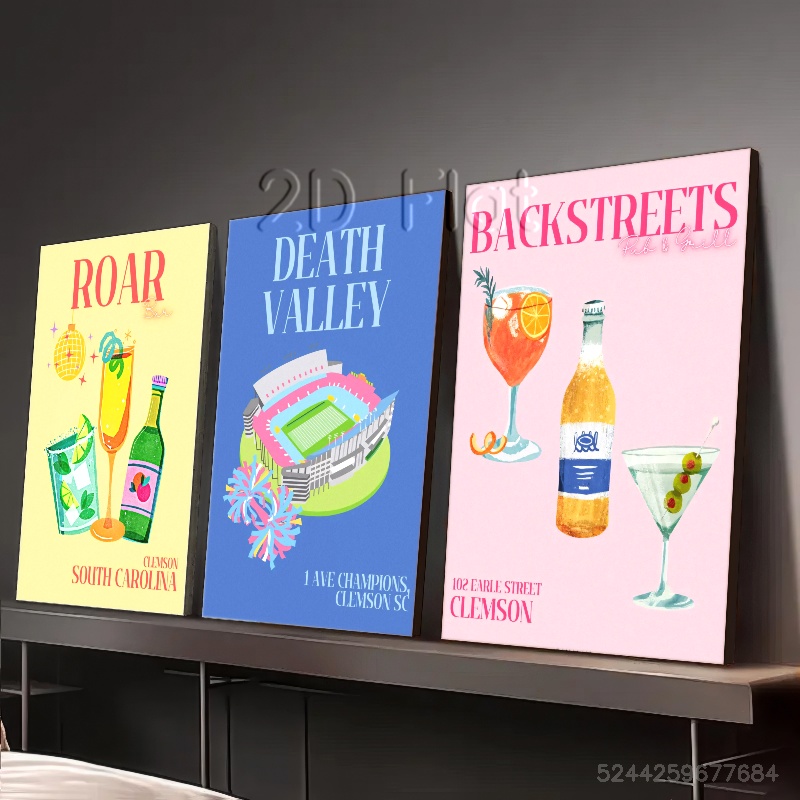 2D Flat
ROAR
Bar
CLEMSON
SOUTH CAROLINA
DEATH
VALLEY
1 AVE CHAMPIONS,
CLEMSON SC
BACKSTREETS
Pub & Grill
102 EARLE STREET
CLEMSON
5244259677684